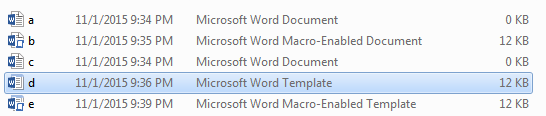 a 11/1/2015 9:34 PM Microsoft Word Document 0 KB
b 11/1/2015 9:35 PM Microsoft Word Macro-Enabled Document 12 KB
c 11/1/2015 9:34 PM Microsoft Word Document 0 KB
d 11/1/2015 9:36 PM Microsoft Word Template 12 KB
e 11/1/2015 9:39 PM Microsoft Word Macro-Enabled Template 12 KB